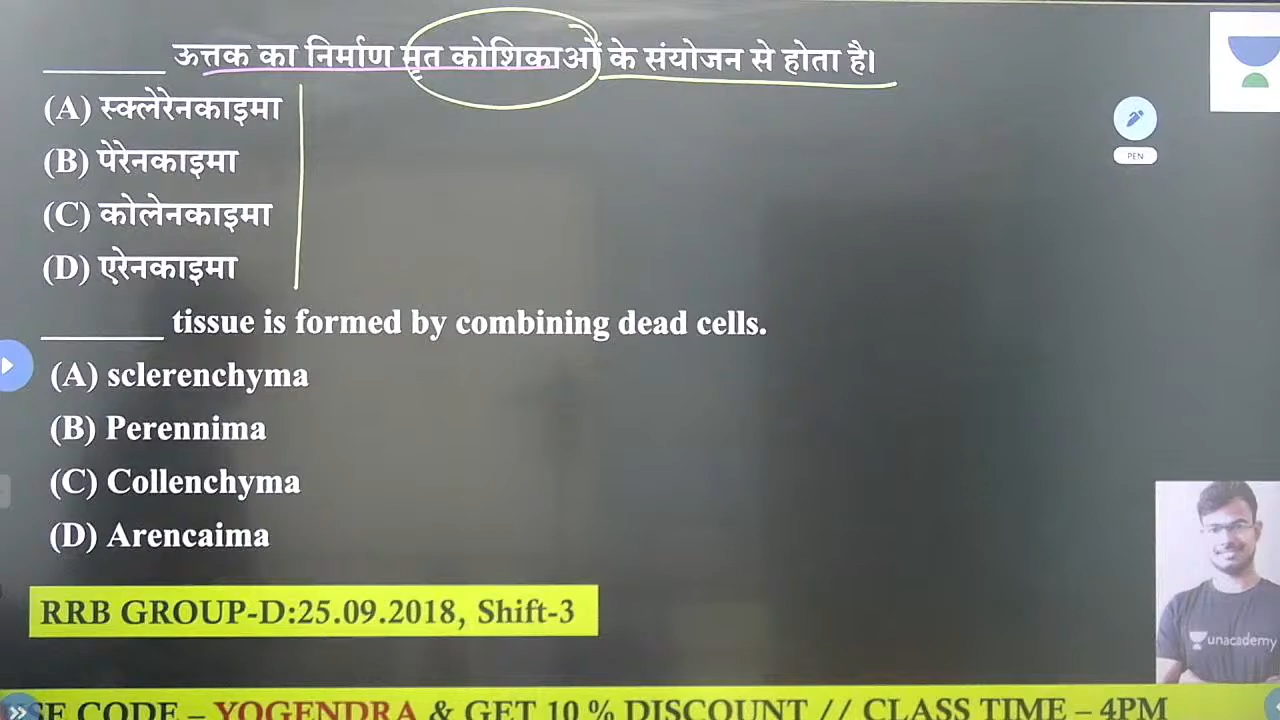 ________ ऊत्तक का निर्माण मृत कोशिकाओं के संयोजन से होता है।
(A) स्क्लेरेनकाइमा
(B) पेरेनकाइमा
(C) कोलेनकाइमा
(D) एरेनकाइमा
________ tissue is formed by combining dead cells.
(A) sclerenchyma
(B) Perennima
(C) Collenchyma
(D) Arencaima
PEN
unacademy
RRB GROUP-D:25.09.2018, Shift-3
CODE – YOGENDRA & GET 10 % DISCOUNT // CLASS TIME – 4PM